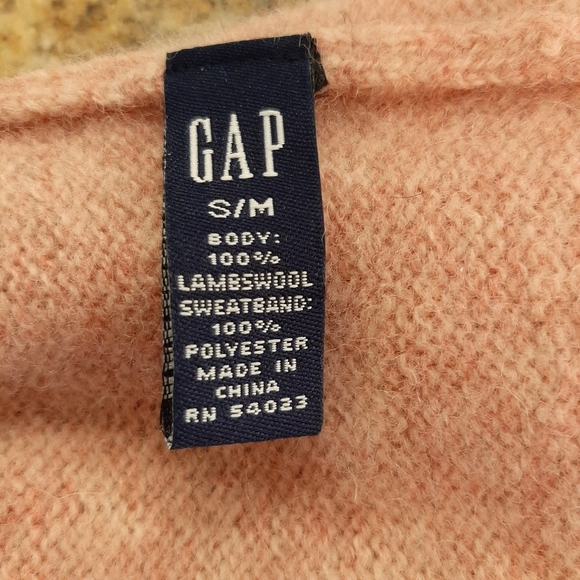 GAP
S/M
BODY:
100%
LAMBSWOOL
SWEATBAND:
100%
POLYESTER
MADE IN
CHINA
RN 54023